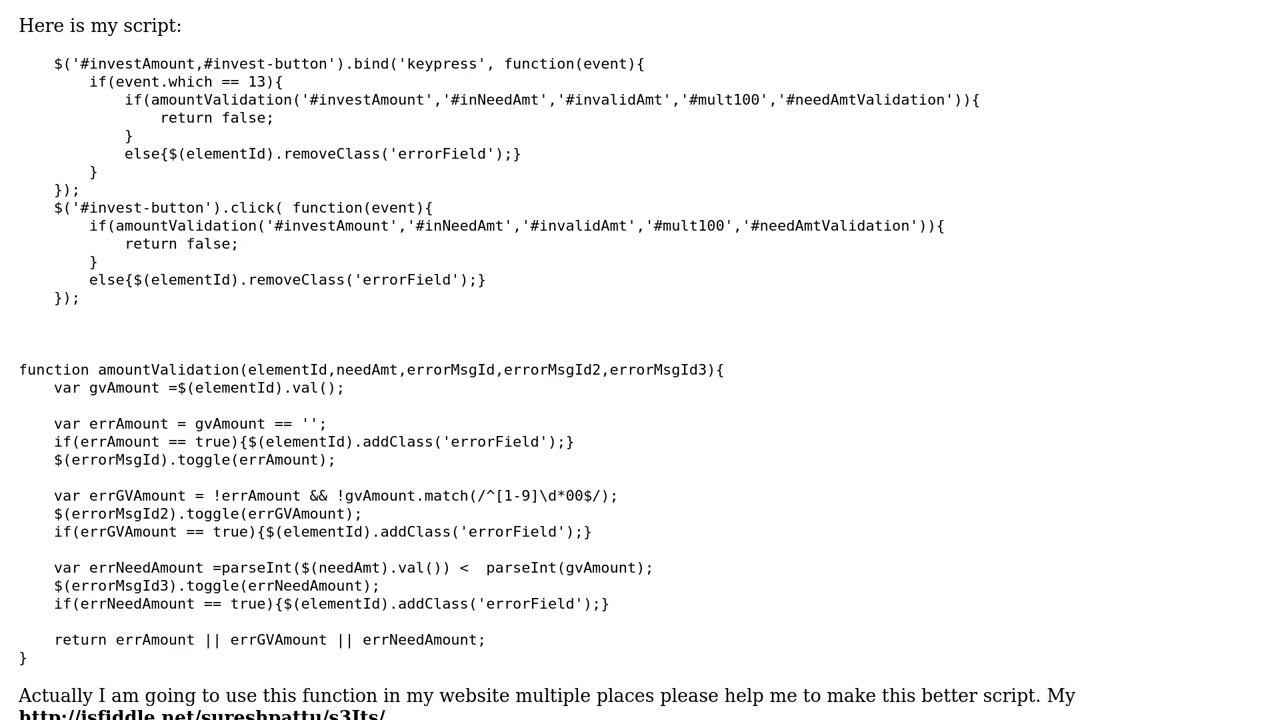 Here is my script:
$('#investAmount,#invest-button').bind('keypress', function(event){
if(event.which == 13){
if(amountValidation('#investAmount','#inNeedAmt','#invalidAmt','#mult100','#needAmtValidation')){
return false;
}
else{$(elementId).removeClass('errorField');}
}
});
$('#invest-button').click( function(event){
if(amountValidation('#investAmount','#inNeedAmt','#invalidAmt','#mult100','#needAmtValidation')){
return false;
}
else{$(elementId).removeClass('errorField');}
});
function amountValidation(elementId,needAmt,errorMsgId,errorMsgId2,errorMsgId3){
var gvAmount =$(elementId).val();
var errAmount = gvAmount == '';
if(errAmount == true){$(elementId).addClass('errorField');}
$(errorMsgId).toggle(errAmount);
var errGVAmount = !errAmount && !gvAmount.match(/^[1-9]\d*00$/);
$(errorMsgId2).toggle(errGVAmount);
if(errGVAmount == true){$(elementId).addClass('errorField');}
var errNeedAmount =parseInt($(needAmt).val()) <  parseInt(gvAmount);
$(errorMsgId3).toggle(errNeedAmount);
if(errNeedAmount == true){$(elementId).addClass('errorField');}
return errAmount || errGVAmount || errNeedAmount;
}
Actually I am going to use this function in my website multiple places please help me to make this better script. My
http://jsfiddle.net/sureshpattu/s3Jts/